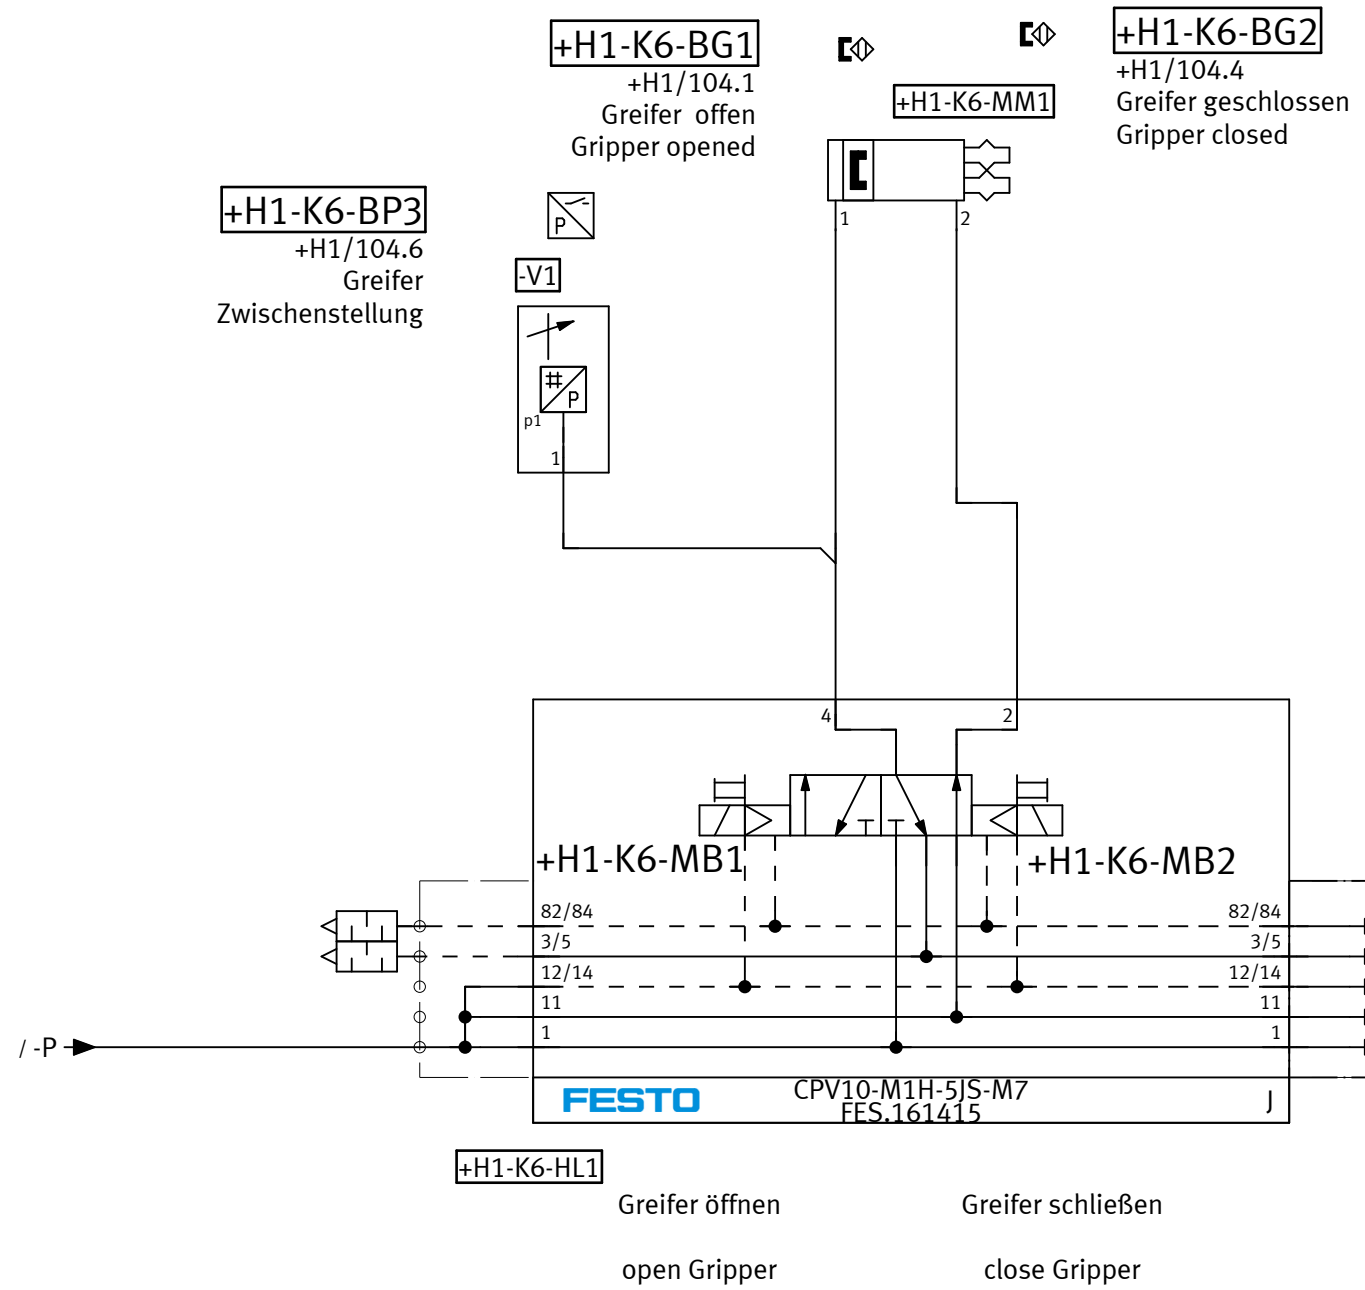 +H1-K6-BG1
+H1/104.1
Greifer offen
Gripper opened
+H1-K6-BG2
+H1/104.4
Greifer geschlossen
Gripper closed
+H1-K6-MM1
1
2
+H1-K6-BP3
+H1/104.6
Greifer
Zwischenstellung
P
-V1
#
P
p1
1
4
2
+H1-K6-MB1
+H1-K6-MB2
82/84
82/84
3/5
3/5
12/14
12/14
11
11
1
1
/ -P
FESTO
CPV10-M1H-5JS-M7
FES.161415
J
+H1-K6-HL1
Greifer öffnen
Greifer schließen
open Gripper
close Gripper